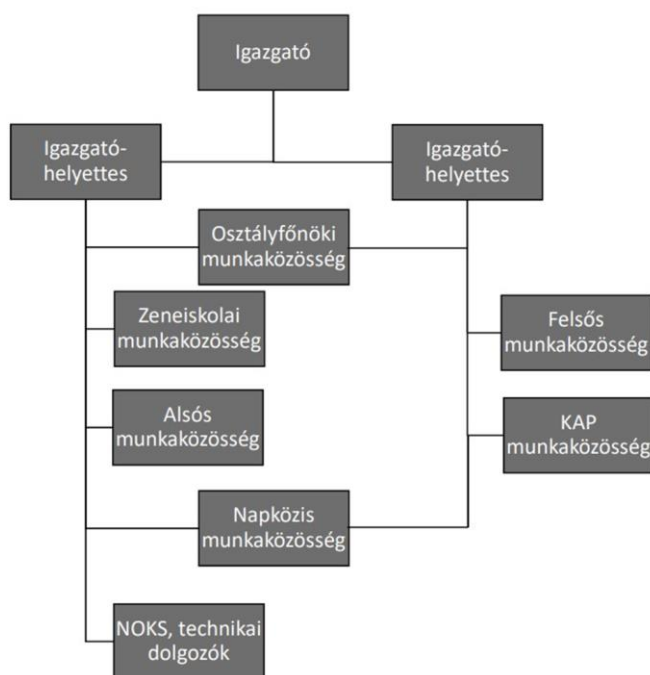 Igazgató
Igazgató-
helyettes
Igazgató-
helyettes
Osztályfőnöki
munkaközösség
Zeneiskolai
munkaközösség
Felsős
munkaközösség
Alsós
munkaközösség
KAP
munkaközösség
Napközis
munkaközösség
NOKS, technikai
dolgozók